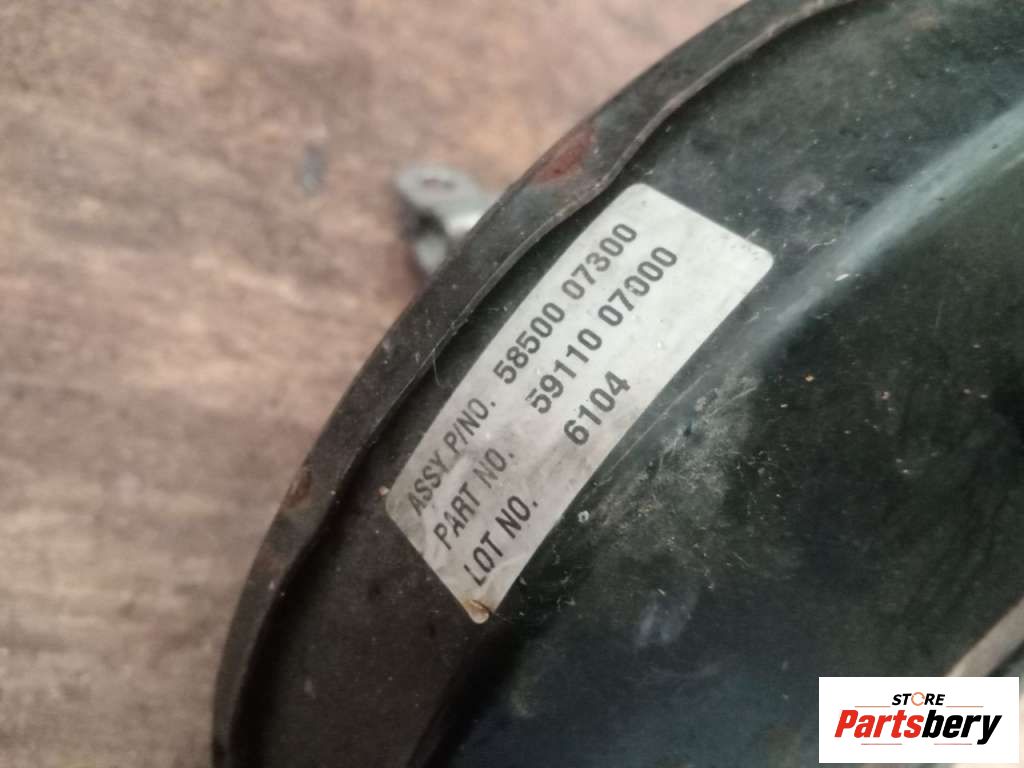 ASSY P/NO. 58500 07300
PART NO. 59110 07000
LOT NO. 6104
STORE
Partsbery